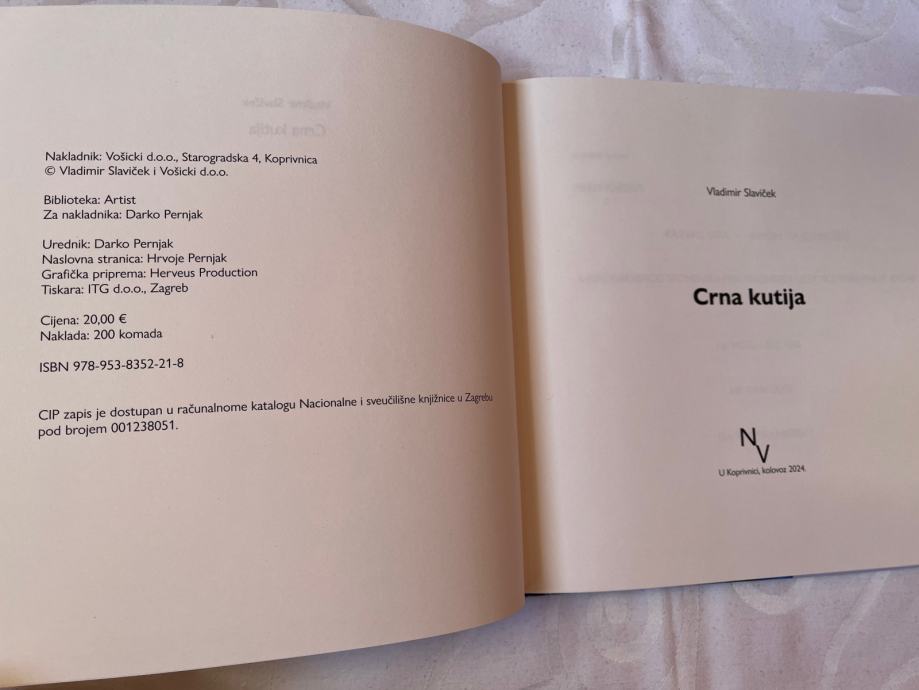 Nakladnik: Vošicki d.o.o., Starogradska 4, Koprivnica
© Vladimir Slaviček i Vošicki d.o.o.
Biblioteka: Artist
Za nakladnika: Darko Pernjak
Urednik: Darko Pernjak
Naslovna stranica: Hrvoje Pernjak
Grafička priprema: Herveus Production
Tiskara: ITG d.o.o., Zagreb
Cijena: 20,00 €
Naklada: 200 komada
ISBN 978-953-8352-21-8
CIP zapis je dostupan u računalnome katalogu Nacionalne i sveučilišne knjižnice u Zagrebu
pod brojem 001238051.
Vladimir Slaviček
Crna kutija
N
V
U Koprivnici, kolovoz 2024.